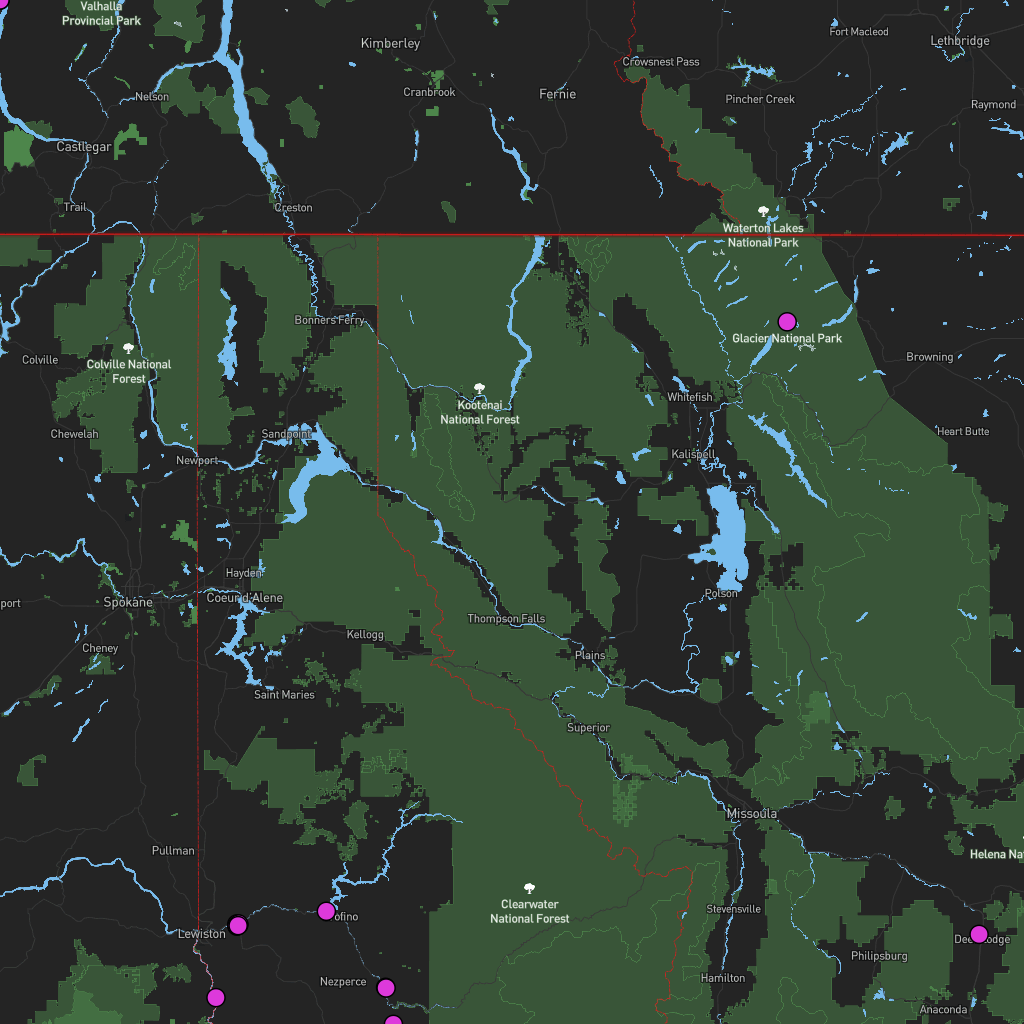 Valhalla
Provincial Park
Kimberley
Fort Macleod
Lethbridge
Crowsnest Pass
Nelson
Cranbrook
Fernie
Pincher Creek
Raymond
Castlegar
Trail
Creston
Waterton Lakes
National Park
Bonners Ferry
Glacier National Park
Colville
Colville National
Forest
Browning
Kootenai
National Forest
Whitefish
Chewelah
Sandpoint
Heart Butte
Newport
Kalispell
Hayden
Coeur d'Alene
Polson
port
Spokane
Thompson Falls
Kellogg
Cheney
Plains
Saint Maries
Superior
Missoula
Pullman
Helena Nat
Clearwater
National Forest
Stevensville
ofino
Lewiston
Philipsburg
Nezperce
Hamilton
Anaconda